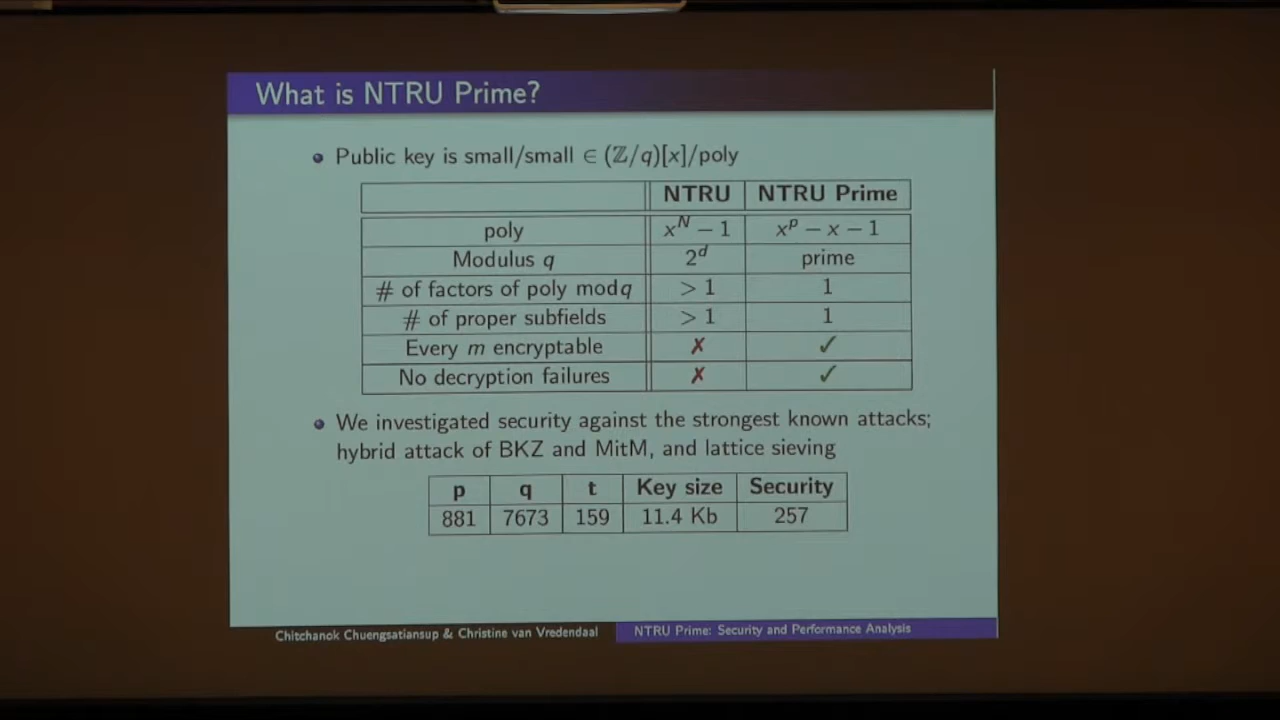 What is NTRU Prime?
• Public key is small/small ∈ (ℤ/q)[x]/poly
NTRU NTRU Prime
poly x^N − 1 x^p − x − 1
Modulus q 2^d prime
# of factors of poly modq > 1 1
# of proper subfields > 1 1
Every m encryptable ✗ ✓
No decryption failures ✗ ✓
• We investigated security against the strongest known attacks;
hybrid attack of BKZ and MitM, and lattice sieving
p q t Key size Security
881 7673 159 11.4 Kb 257
Chitchanok Chuengsatiansup & Christine van Vredendaal NTRU Prime: Security and Performance Analysis